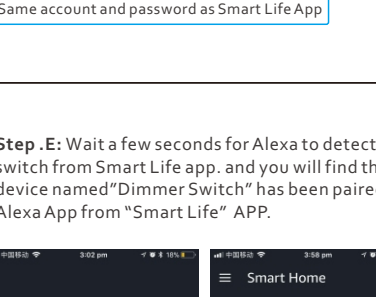 Same account and password as Smart Life App
Step .E: Wait a few seconds for Alexa to detect
switch from Smart Life app. and you will find
device named”Dimmer Switch” has been paired
Alexa App from “Smart Life” APP.
中国移动 3:02 pm 18%
中国移动 3:58 pm
Smart Home